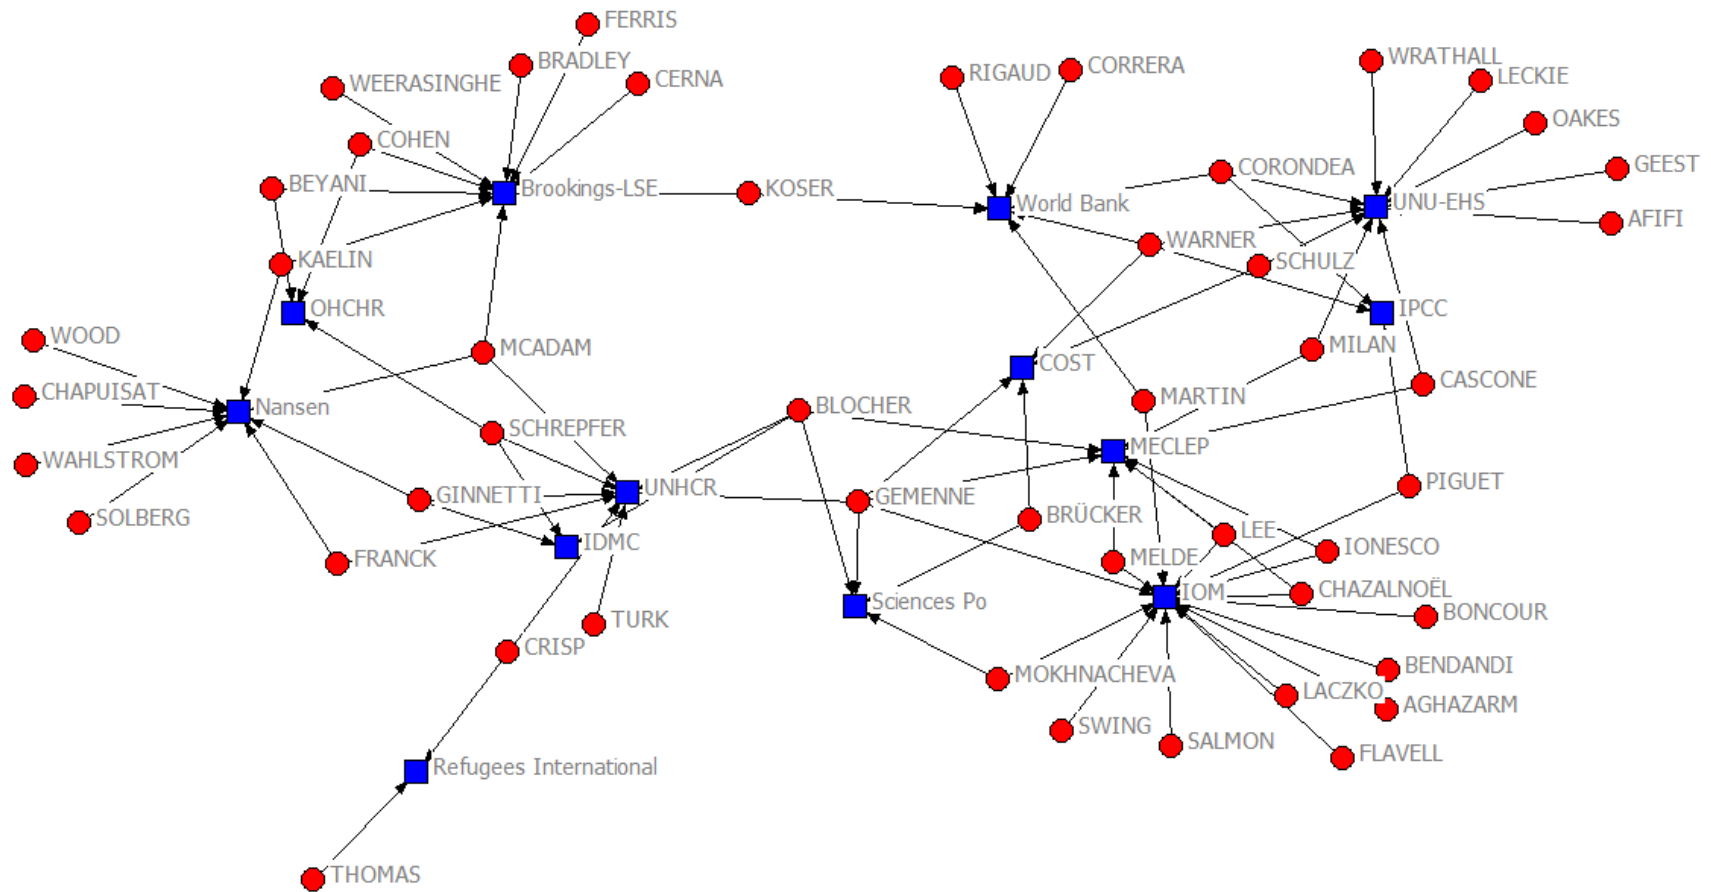 FERRIS
BRADLEY
WEERASINGHE
CERNA
RIGAUD
CORRERA
WRATHALL
LECKIE
OAKES
COHEN
GEEST
CORONDEA
BEYANI
Brookings-LSE
KOSER
World Bank
UNU-EHS
AFIFI
WARNER
KAELIN
SCHULZ
OHCHR
IPCC
WOOD
MCADAM
MILAN
COST
CASCONE
CHAPUISAT
MARTIN
Nansen
BLOCHER
SCHREPFER
MECLEP
WAHLSTROM
UNHCR
PIGUET
GINNETTI
GEMENNE
SOLBERG
BRÜCKER
LEE
IDMC
IONESCO
FRANCK
MELDE
CHAZALNOËL
IOM
Sciences Po
BONCOUR
TURK
CRISP
BENDANDI
MOKHNACHEVA
LACZKO
AGHAZARM
SWING
SALMON
FLAVELL
Refugees International
THOMAS